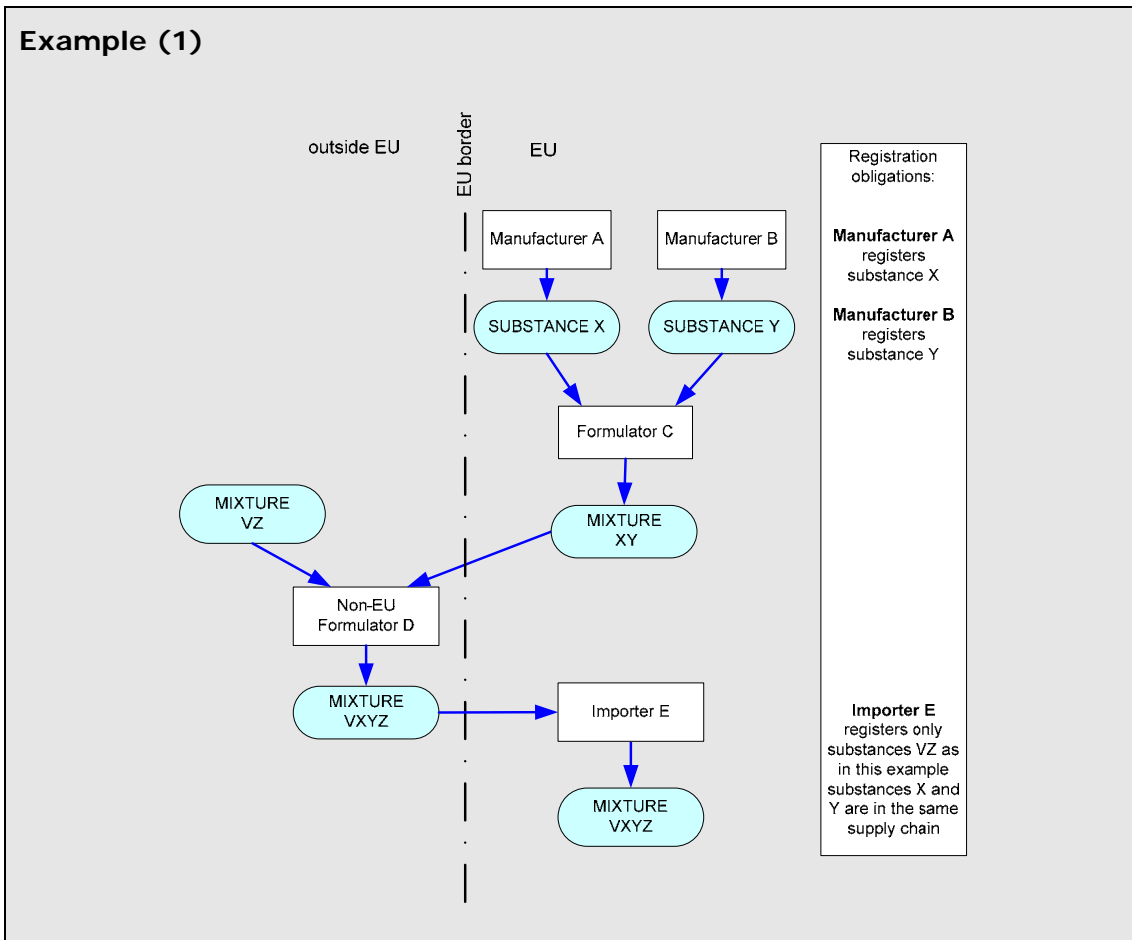 Example (1)
outside EU
EU border
EU
Registration
obligations:
Manufacturer A
Manufacturer B
Manufacturer A
registers
substance X
SUBSTANCE X
SUBSTANCE Y
Manufacturer B
registers
substance Y
Formulator C
MIXTURE
VZ
MIXTURE
XY
Non-EU
Formulator D
MIXTURE
VXYZ
Importer E
Importer E
registers only
substances VZ as
in this example
substances X and
Y are in the same
supply chain
MIXTURE
VXYZ